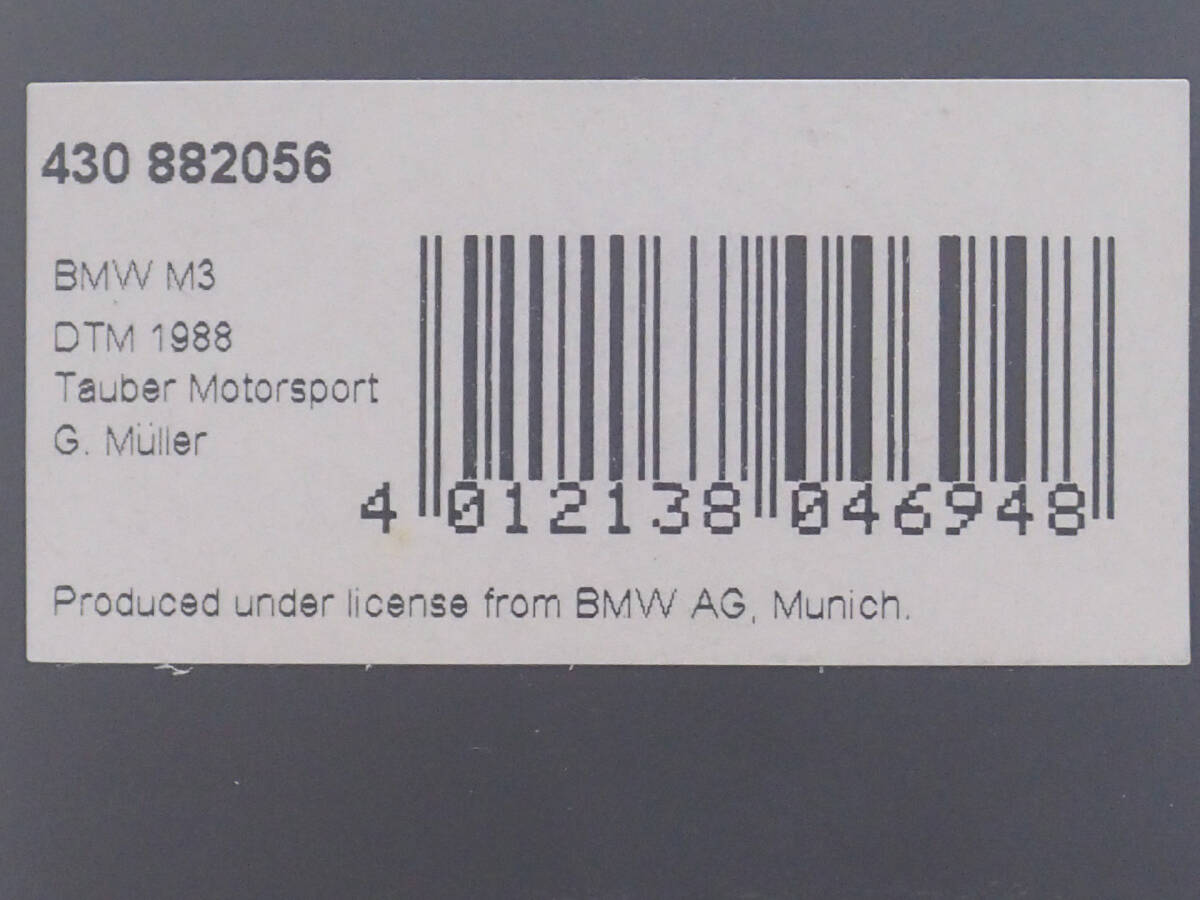 430 882056
BMW M3
DTM 1988
Tauber Motorsport
G. Müller
4 012138 046948
Produced under license from BMW AG, Munich.